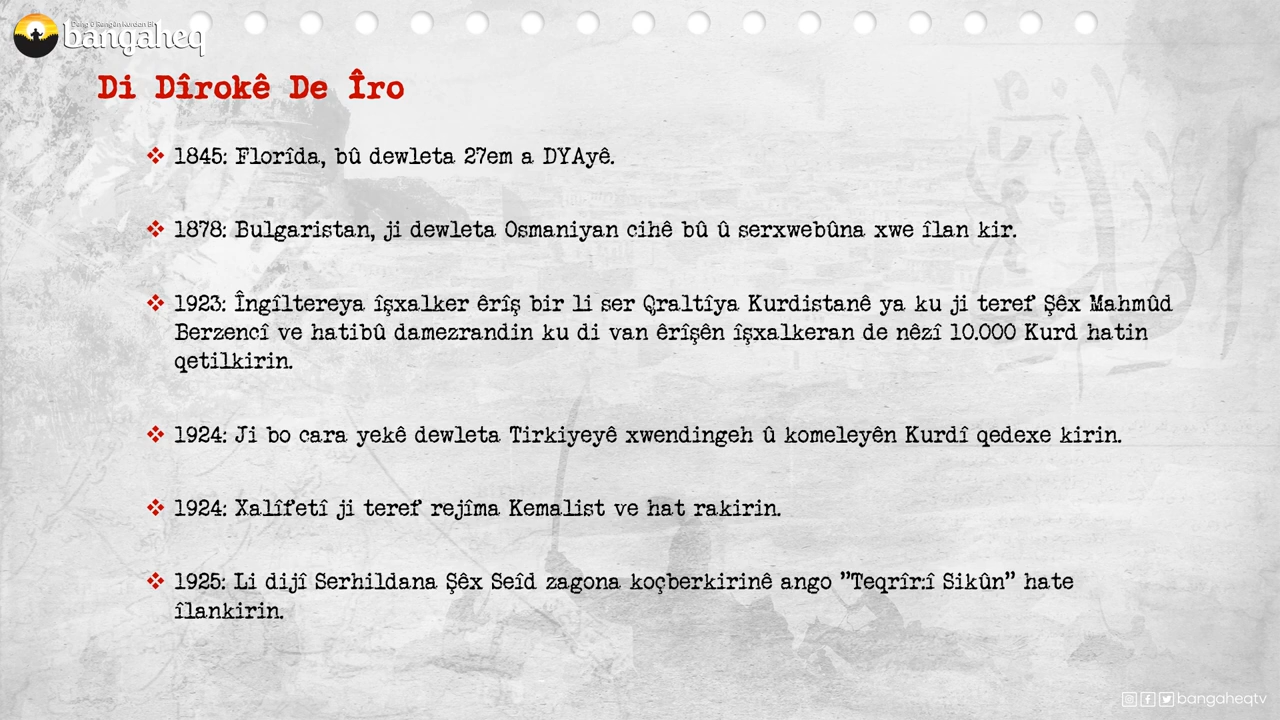 Deng û Rengên Kurdan Bi
bangaheq
Di Dîrokê De Îro
1845: Florîda, bû dewleta 27em a DYAyê.
1878: Bulgaristan, ji dewleta Osmaniyan cihê bû û serxwebûna xwe îlan kir.
1923: Îngîltereya îşxalker êrîş bir li ser Qraltîya Kurdistanê ya ku ji teref Şêx Mahmûd
Berzencî ve hatibû damezrandin ku di van êrîşên îşxalkeran de nêzî 10.000 Kurd hatin
qetilkirin.
1924: Ji bo cara yekê dewleta Tirkiyeyê xwendingeh û komeleyên Kurdî qedexe kirin.
1924: Xalîfetî ji teref rejîma Kemalist ve hat rakirin.
1925: Li dijî Serhildana Şêx Seîd zagona koçberkirinê ango ”Teqrîr:î Sikûn” hate
îlankirin.
bangaheqtv